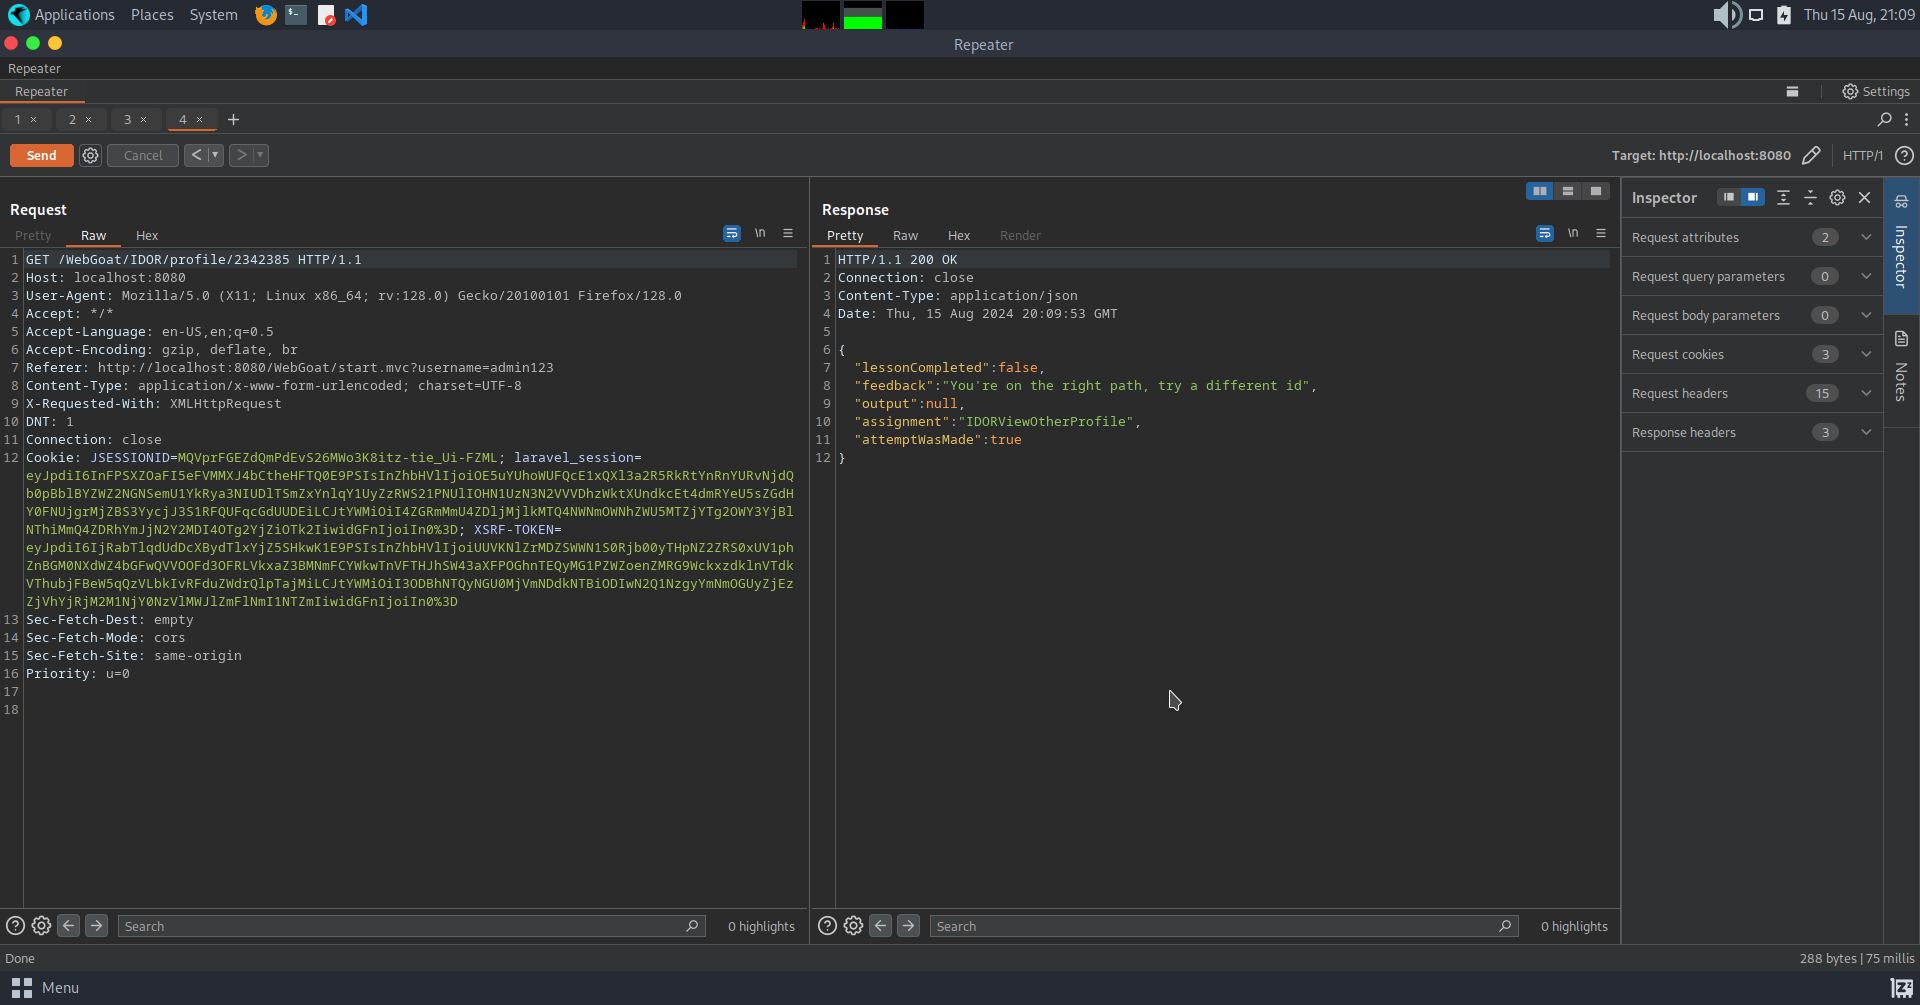 Applications Places System Thu 15 Aug, 21:09
Repeater
Repeater
Repeater Settings
1 × 2 × 3 × 4 × +
Send Cancel < > Target: http://localhost:8080 HTTP/1
Request
Pretty Raw Hex \n
1 GET /WebGoat/IDOR/profile/2342385 HTTP/1.1
2 Host: localhost:8080
3 User-Agent: Mozilla/5.0 (X11; Linux x86_64; rv:128.0) Gecko/20100101 Firefox/128.0
4 Accept: */*
5 Accept-Language: en-US,en;q=0.5
6 Accept-Encoding: gzip, deflate, br
7 Referer: http://localhost:8080/WebGoat/start.mvc?username=admin123
8 Content-Type: application/x-www-form-urlencoded; charset=UTF-8
9 X-Requested-With: XMLHttpRequest
10 DNT: 1
11 Connection: close
12 Cookie: JSESSIONID=MQVprFGEZdQmPdEvS26MWo3K8itz-tie_Ui-FZML; laravel_session=
XSRF-TOKEN=
13 Sec-Fetch-Dest: empty
14 Sec-Fetch-Mode: cors
15 Sec-Fetch-Site: same-origin
16 Priority: u=0
17
18
Search 0 highlights
Response
Pretty Raw Hex Render \n
1 HTTP/1.1 200 OK
2 Connection: close
3 Content-Type: application/json
4 Date: Thu, 15 Aug 2024 20:09:53 GMT
5
6 {
7 "lessonCompleted":false,
8 "feedback":"You're on the right path, try a different id",
9 "output":null,
10 "assignment":"IDORViewOtherProfile",
11 "attemptWasMade":true
12 }
Search 0 highlights
Inspector
Request attributes 2
Request query parameters 0
Request body parameters 0
Request cookies 3
Request headers 15
Response headers 3
Inspector
Notes
Done 288 bytes | 75 millis
Menu